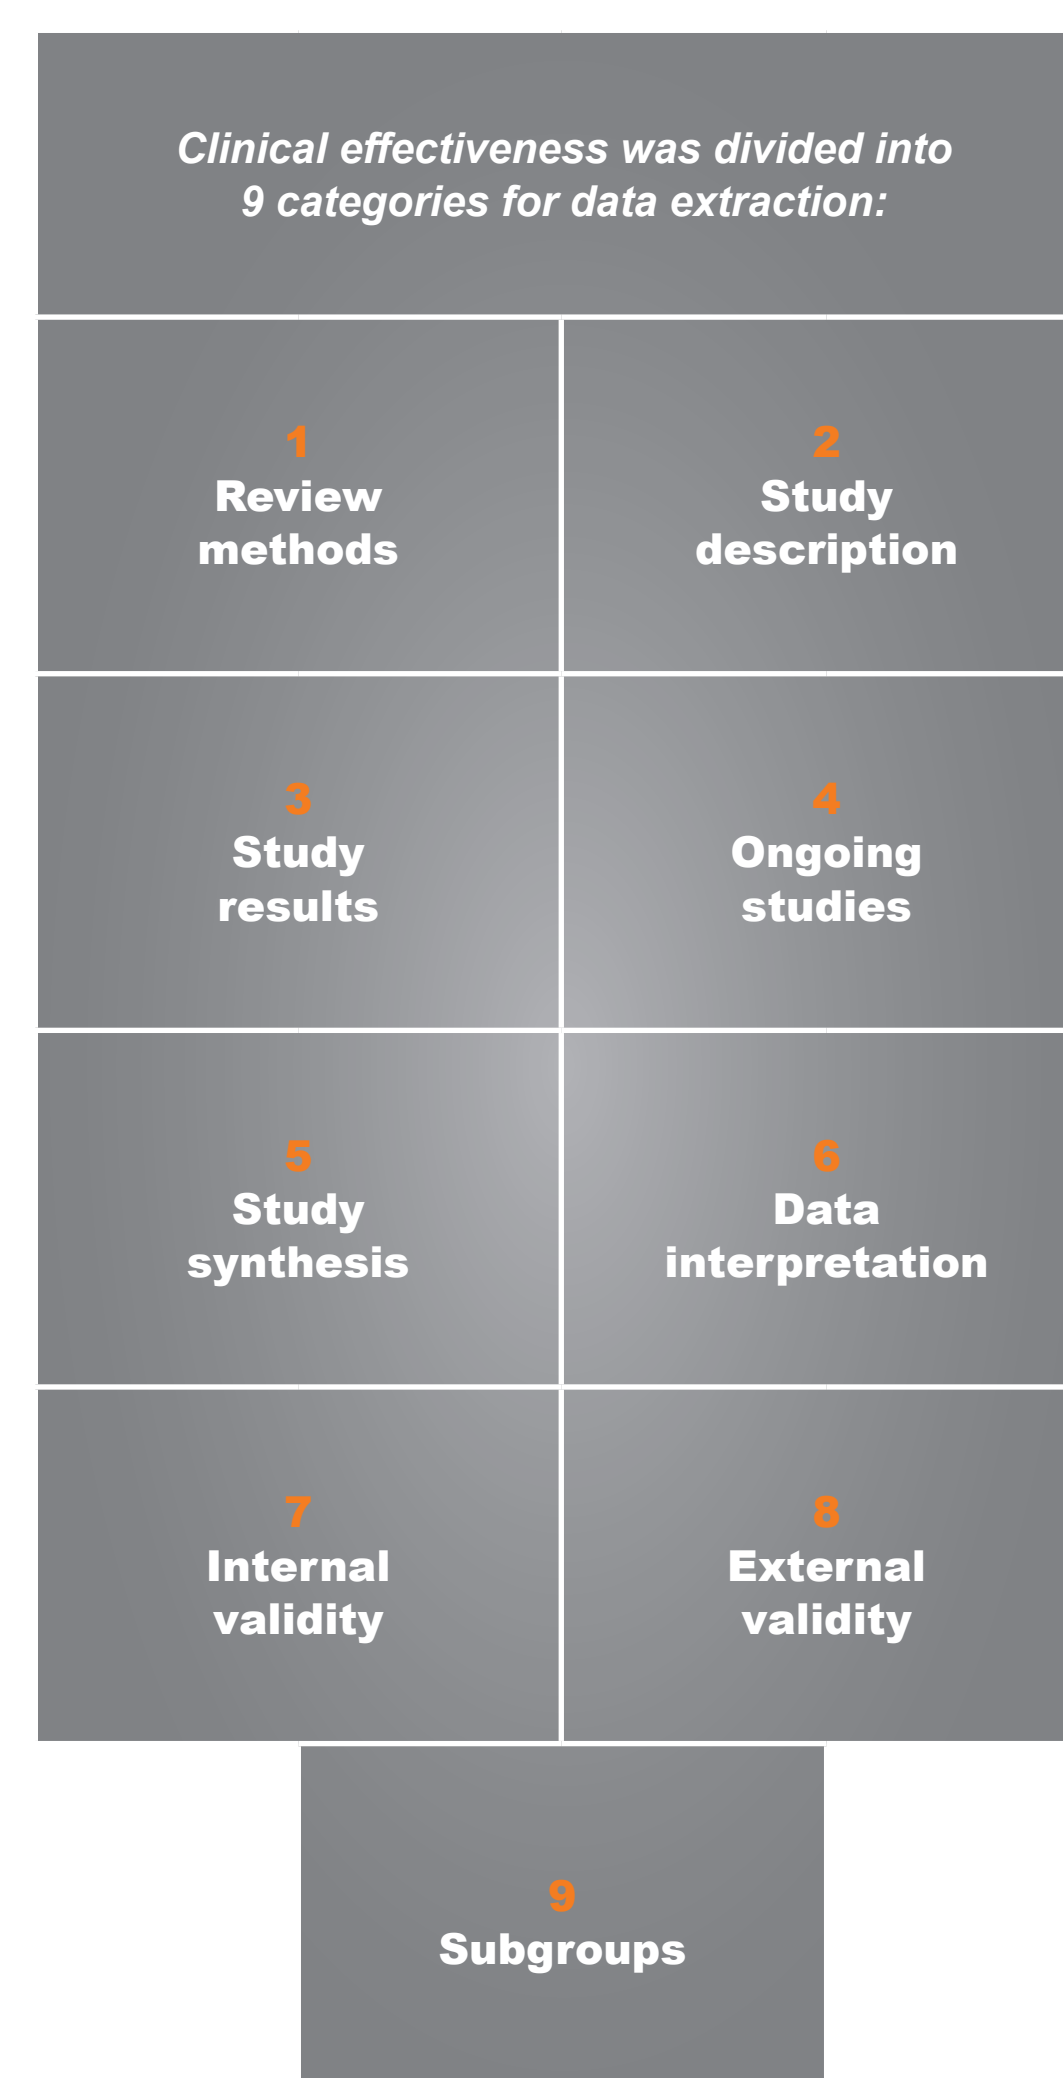 Clinical effectiveness was divided into
9 categories for data extraction:
1
Review
methods
2
Study
description
3
Study
results
4
Ongoing
studies
5
Study
synthesis
6
Data
interpretation
7
Internal
validity
8
External
validity
9
Subgroups